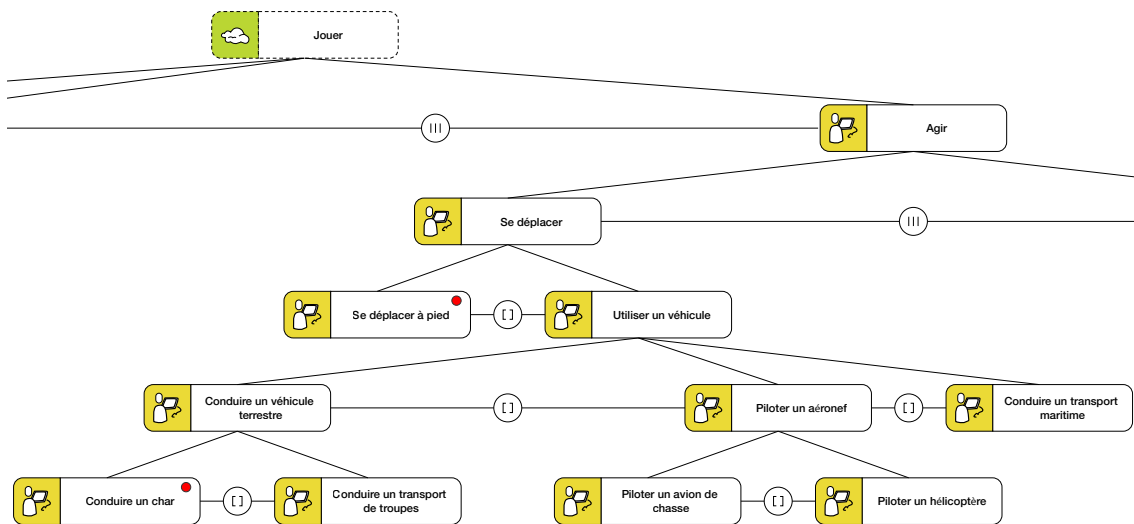 Jouer
|||
Agir
Se déplacer
|||
Se déplacer à pied
[]
Utiliser un véhicule
Conduire un véhicule
terrestre
[]
Piloter un aéronef
[]
Conduire un transport
maritime
Conduire un char
[]
Conduire un transport
de troupes
Piloter un avion de
chasse
[]
Piloter un hélicoptère